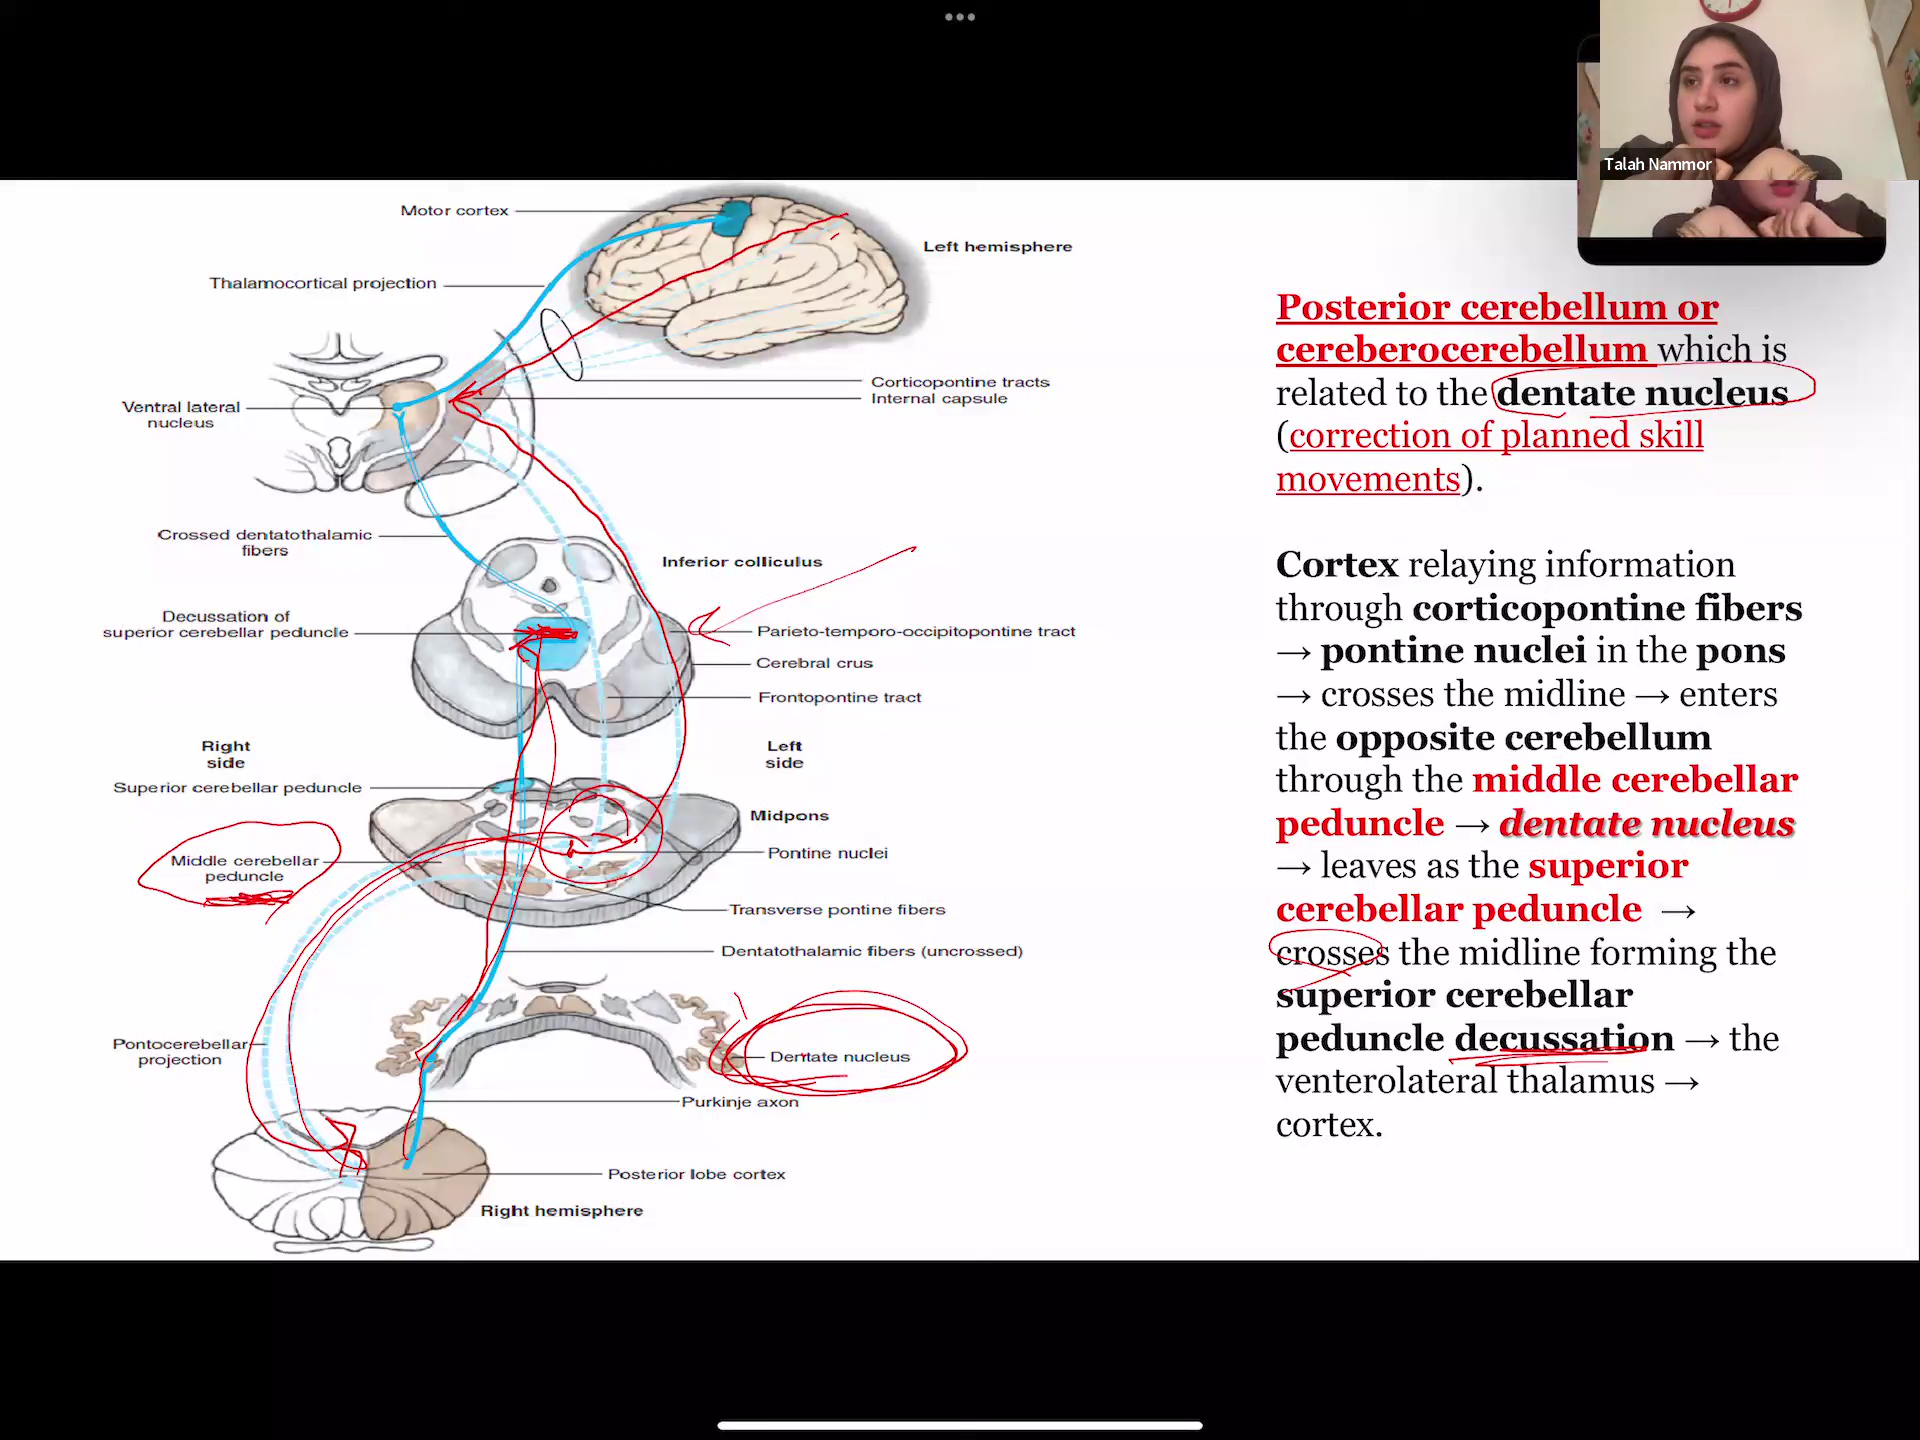 Talah Nammor
Motor cortex
Left hemisphere
Thalamocortical projection
Corticopontine tracts
Internal capsule
Ventral lateral
nucleus
Crossed dentatothalamic
fibers
Inferior colliculus
Decussation of
superior cerebellar peduncle
Parieto-temporo-occipitopontine tract
Cerebral crus
Frontopontine tract
Right
side
Left
side
Superior cerebellar peduncle
Midpons
Middle cerebellar
peduncle
Pontine nuclei
Transverse pontine fibers
Dentatothalamic fibers (uncrossed)
Pontocerebellar
projection
Dentate nucleus
Purkinje axon
Posterior lobe cortex
Right hemisphere
Posterior cerebellum or
cereberocerebellum which is
related to the dentate nucleus
(correction of planned skill
movements).
Cortex relaying information
through corticopontine fibers
→ pontine nuclei in the pons
→ crosses the midline → enters
the opposite cerebellum
through the middle cerebellar
peduncle → dentate nucleus
→ leaves as the superior
cerebellar peduncle →
crosses the midline forming the
superior cerebellar
peduncle decussation → the
venterolateral thalamus →
cortex.